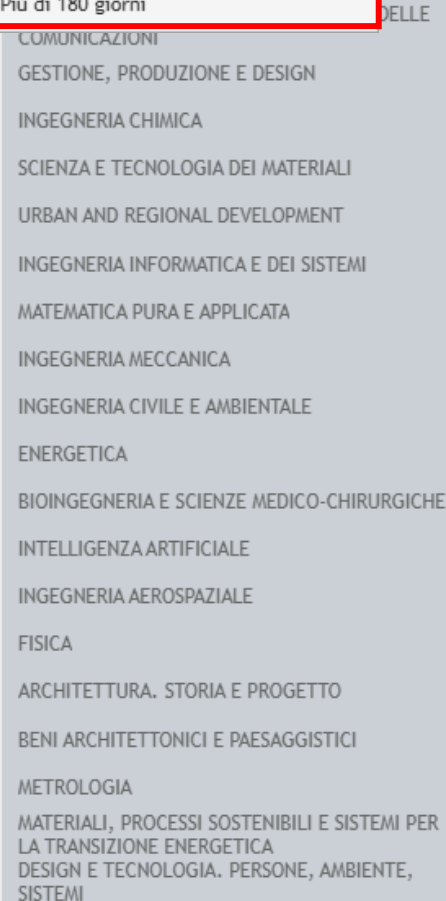 Più di 180 giorni
DELLE
COMUNICAZIONI
GESTIONE, PRODUZIONE E DESIGN
INGEGNERIA CHIMICA
SCIENZA E TECNOLOGIA DEI MATERIALI
URBAN AND REGIONAL DEVELOPMENT
INGEGNERIA INFORMATICA E DEI SISTEMI
MATEMATICA PURA E APPLICATA
INGEGNERIA MECCANICA
INGEGNERIA CIVILE E AMBIENTALE
ENERGETICA
BIOINGEGNERIA E SCIENZE MEDICO-CHIRURGICHE
INTELLIGENZA ARTIFICIALE
INGEGNERIA AEROSPAZIALE
FISICA
ARCHITETTURA. STORIA E PROGETTO
BENI ARCHITETTONICI E PAESAGGISTICI
METROLOGIA
MATERIALI, PROCESSI SOSTENIBILI E SISTEMI PER
LA TRANSIZIONE ENERGETICA
DESIGN E TECNOLOGIA. PERSONE, AMBIENTE,
SISTEMI